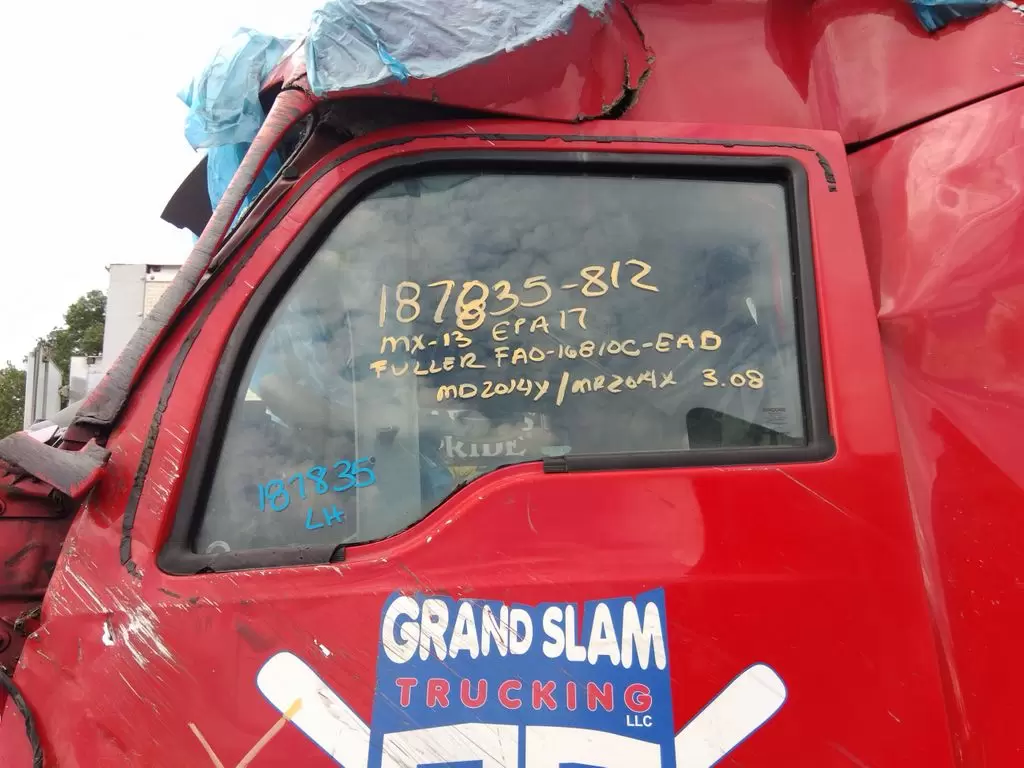 187835-812
MX-13 EPA17
FULLER FAO-16810C-EAD
MD2014Y/MR2014X 3.08
187835
LH
GRAND SLAM
TRUCKING
LLC